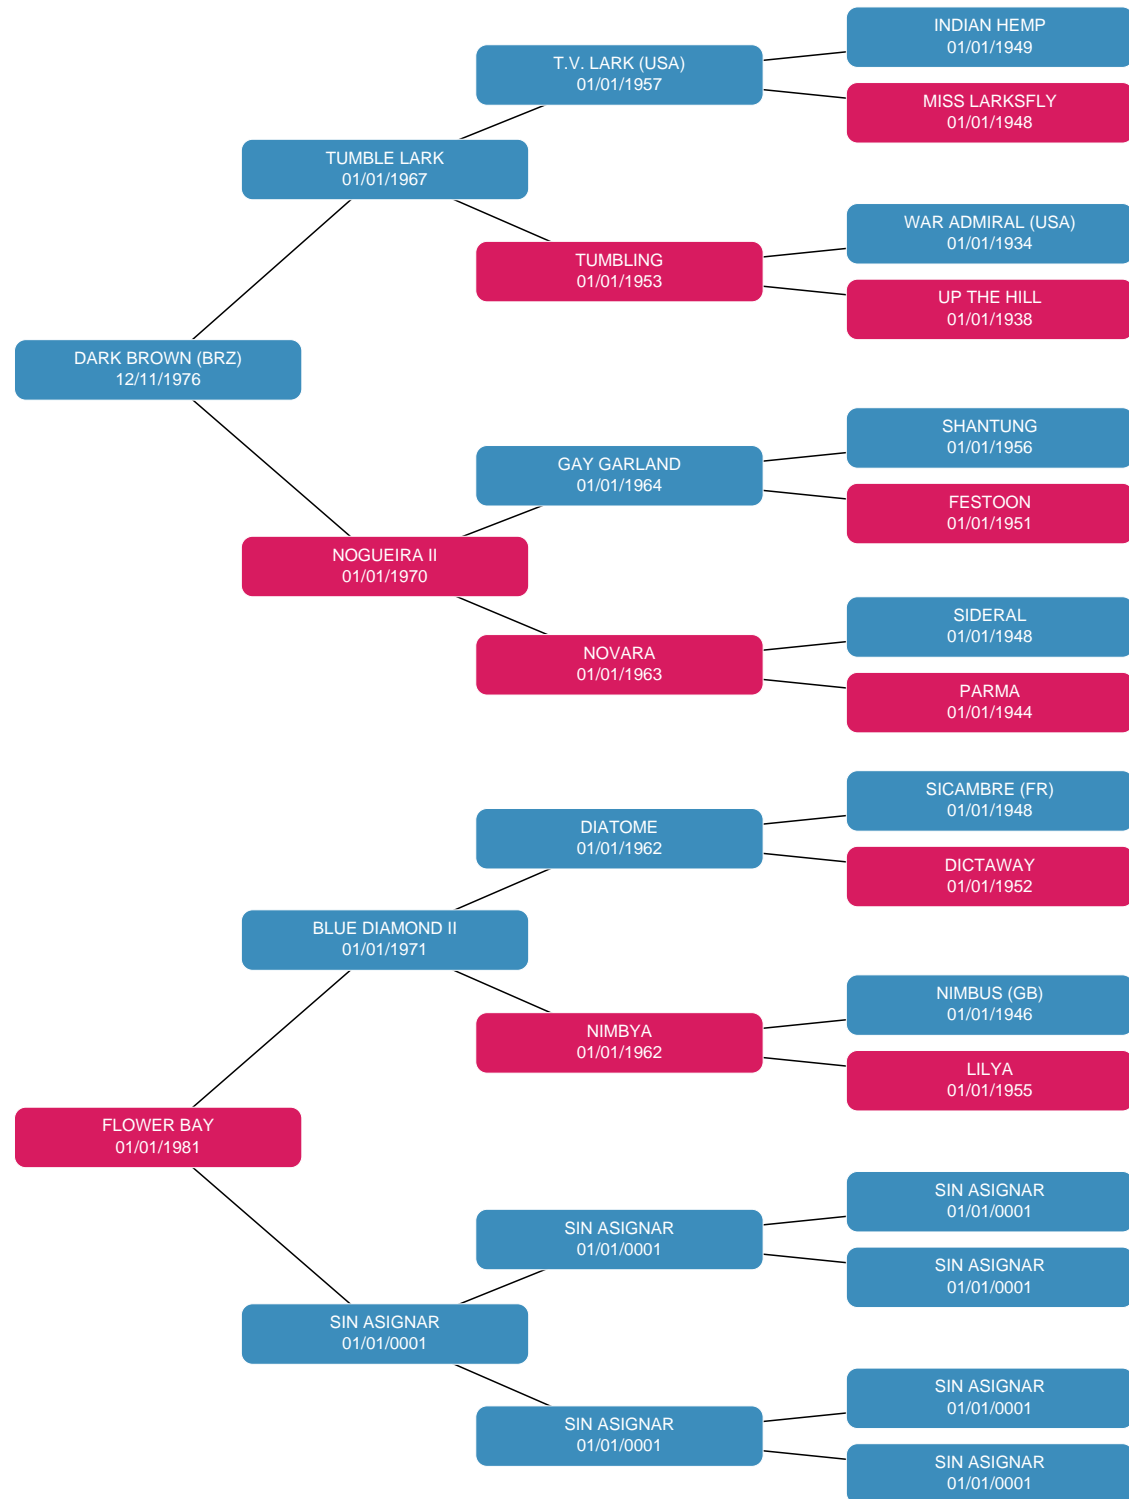 INDIAN HEMP
01/01/1949
T.V. LARK (USA)
01/01/1957
MISS LARKSFLY
01/01/1948
TUMBLE LARK
01/01/1967
WAR ADMIRAL (USA)
01/01/1934
TUMBLING
01/01/1953
UP THE HILL
01/01/1938
DARK BROWN (BRZ)
12/11/1976
SHANTUNG
01/01/1956
GAY GARLAND
01/01/1964
FESTOON
01/01/1951
NOGUEIRA II
01/01/1970
SIDERAL
01/01/1948
NOVARA
01/01/1963
PARMA
01/01/1944
SICAMBRE (FR)
01/01/1948
DIATOME
01/01/1962
DICTAWAY
01/01/1952
BLUE DIAMOND II
01/01/1971
NIMBUS (GB)
01/01/1946
NIMBYA
01/01/1962
LILYA
01/01/1955
FLOWER BAY
01/01/1981
SIN ASIGNAR
01/01/0001
SIN ASIGNAR
01/01/0001
SIN ASIGNAR
01/01/0001
SIN ASIGNAR
01/01/0001
SIN ASIGNAR
01/01/0001
SIN ASIGNAR
01/01/0001
SIN ASIGNAR
01/01/0001